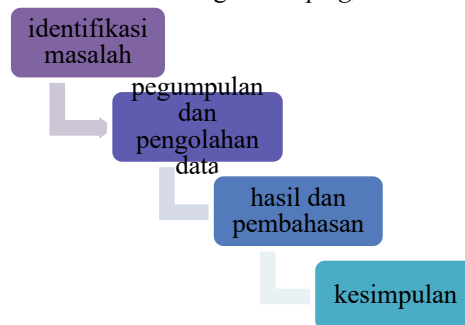 identifikasi
masalah
pegumpulan
dan
pengolahan
data
hasil dan
pembahasan
kesimpulan